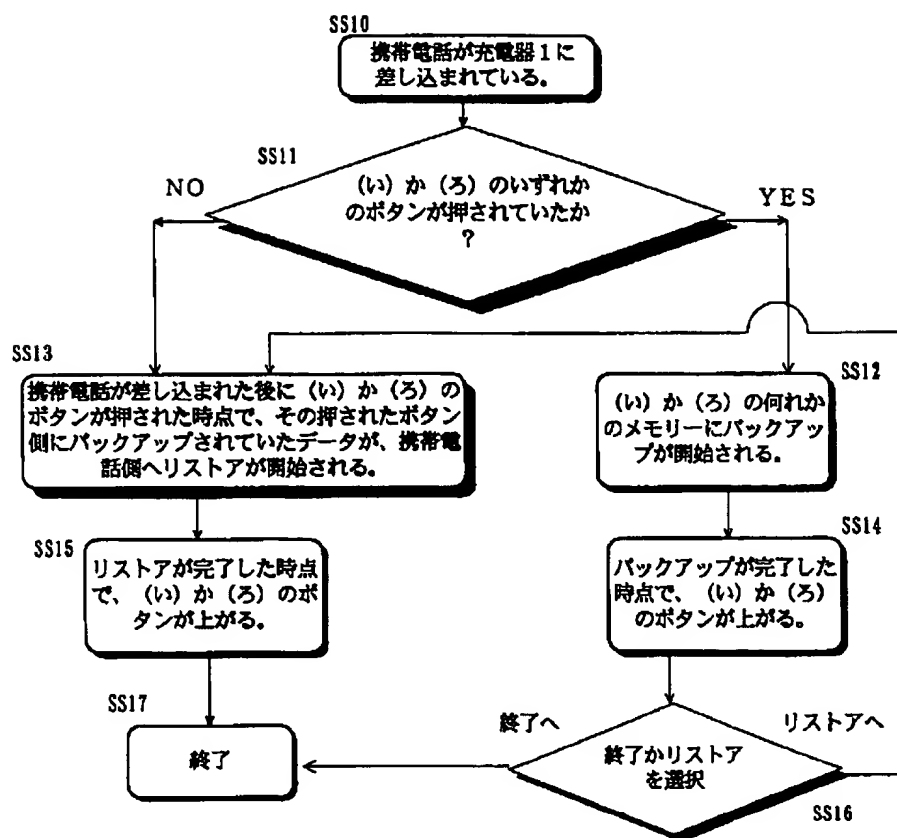 SS10
携帯電話が充電器１に
差し込まれている。
SS11
（い）か（ろ）のいずれか
のボタンが押されていたか
？
NO
YES
SS13
携帯電話が差し込まれた後に（い）か（ろ）の
ボタンが押された時点で、その押されたボタン
側にバックアップされていたデータが、携帯電
話側へリストアが開始される。
SS12
（い）か（ろ）の何れか
のメモリーにバックアッ
プが開始される。
SS15
リストアが完了した時点
で、（い）か（ろ）のボ
タンが上がる。
SS14
バックアップが完了した
時点で、（い）か（ろ）
のボタンが上がる。
SS17
終了
終了へ
リストアへ
終了かリストア
を選択
SS16